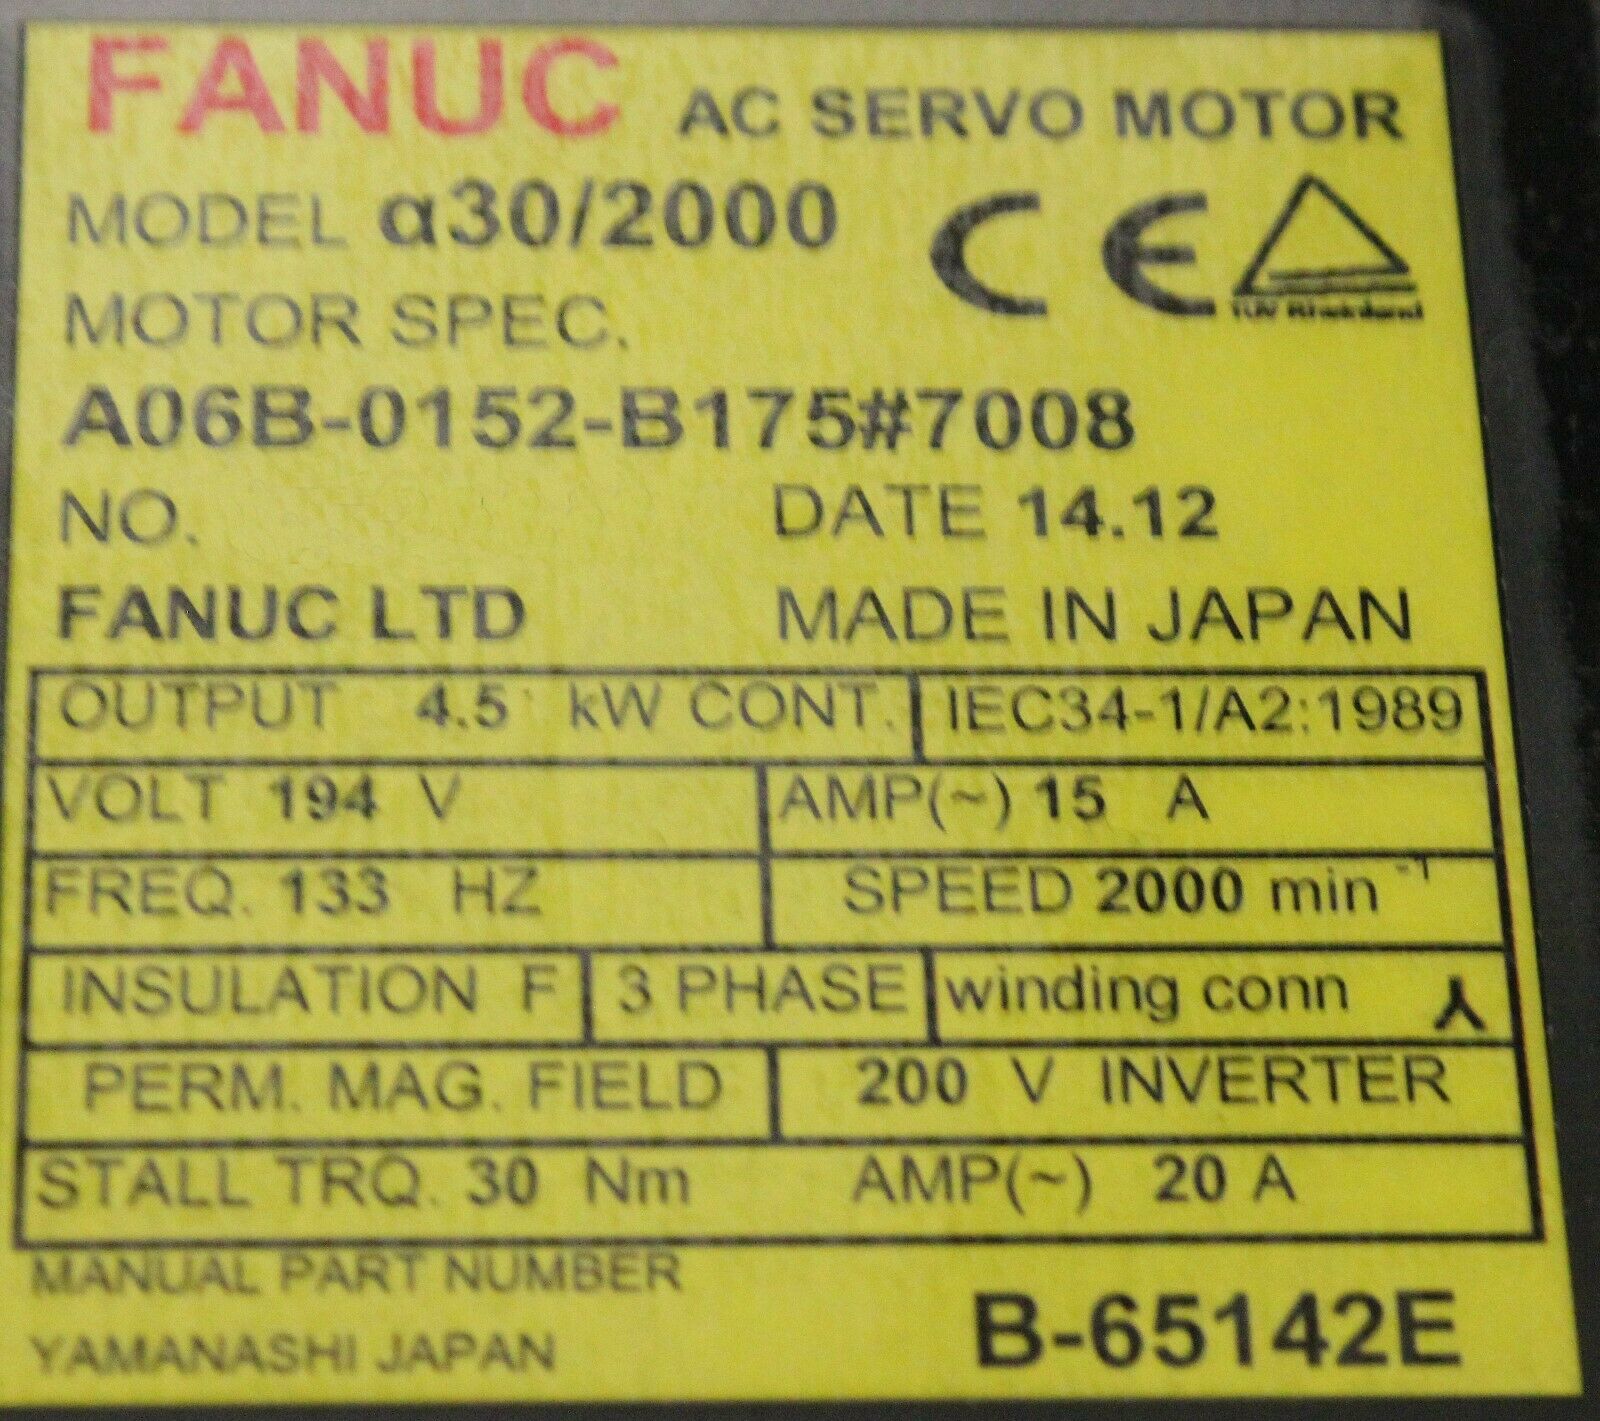 FANUC AC SERVO MOTOR
MODEL α30/2000 CE
TÜV Rheinland
MOTOR SPEC.
A06B-0152-B175#7008
NO. DATE 14.12
FANUC LTD MADE IN JAPAN
OUTPUT 4.5 kW CONT. IEC34-1/A2:1989
VOLT 194 V AMP(~) 15 A
FREQ. 133 HZ SPEED 2000 min⁻¹
INSULATION F 3 PHASE winding conn
PERM. MAG. FIELD 200 V INVERTER
STALL TRQ. 30 Nm AMP(~) 20 A
MANUAL PART NUMBER
YAMANASHI JAPAN B-65142E